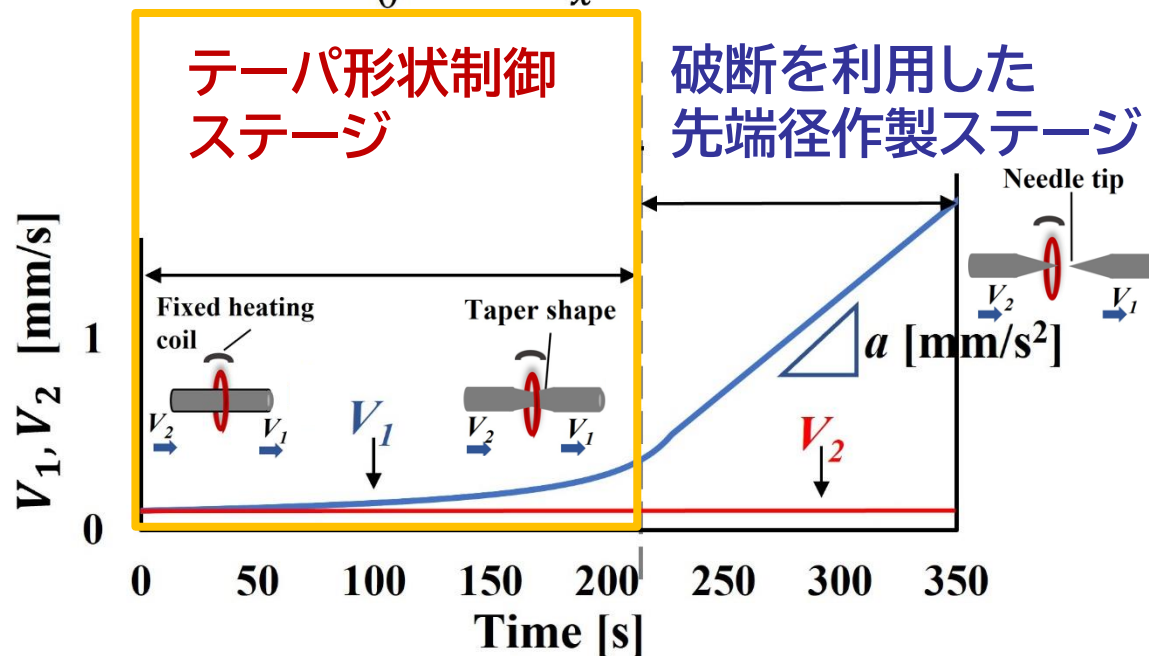 テーパ形状制御
ステージ
破断を利用した
先端径作製ステージ
Needle tip
V₂
V₁
V₁, V₂ [mm/s]
1
0
Fixed heating
coil
V₂
V₁
Taper shape
V₂
V₁
V₁
a [mm/s²]
V₂
0 50 100 150 200 250 300 350
Time [s]